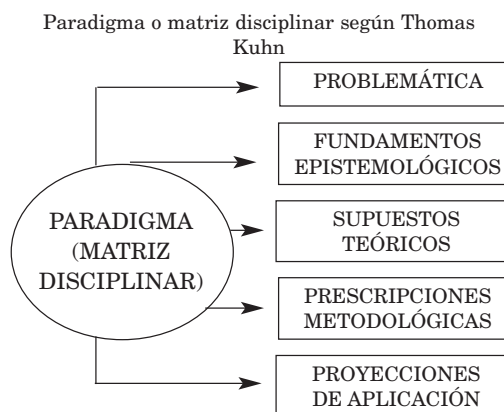 Paradigma o matriz disciplinar según Thomas
Kuhn
PROBLEMÁTICA
FUNDAMENTOS
EPISTEMOLÓGICOS
PARADIGMA
(MATRIZ
DISCIPLINAR)
SUPUESTOS
TEÓRICOS
PRESCRIPCIONES
METODOLÓGICAS
PROYECCIONES
DE APLICACIÓN